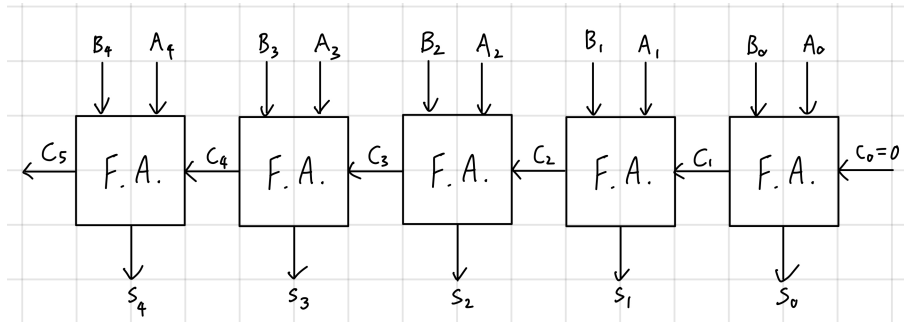 B₄ A₄ B₃ A₃ B₂ A₂ B₁ A₁ B₀ A₀
C₅ F.A. C₄ F.A. C₃ F.A. C₂ F.A. C₁ F.A. C₀=0
S₄ S₃ S₂ S₁ S₀